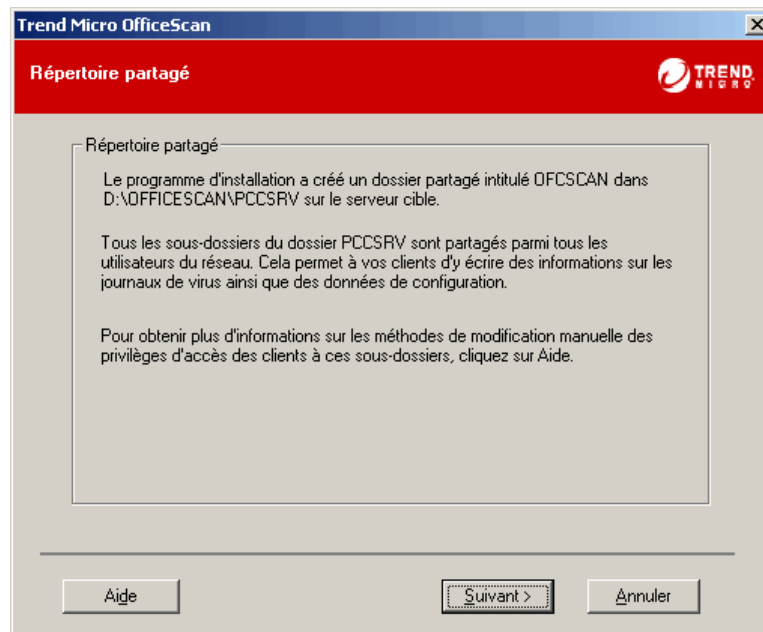 Trend Micro OfficeScan
Répertoire partagé
TREND
MICRO
Répertoire partagé
Le programme d'installation a créé un dossier partagé intitulé OFCSCAN dans
D:\OFFICESCAN\PCCSRV sur le serveur cible.
Tous les sous-dossiers du dossier PCCSRV sont partagés parmi tous les
utilisateurs du réseau. Cela permet à vos clients d'y écrire des informations sur les
journaux de virus ainsi que des données de configuration.
Pour obtenir plus d'informations sur les méthodes de modification manuelle des
privilèges d'accès des clients à ces sous-dossiers, cliquez sur Aide.
Aide
Suivant >
Annuler